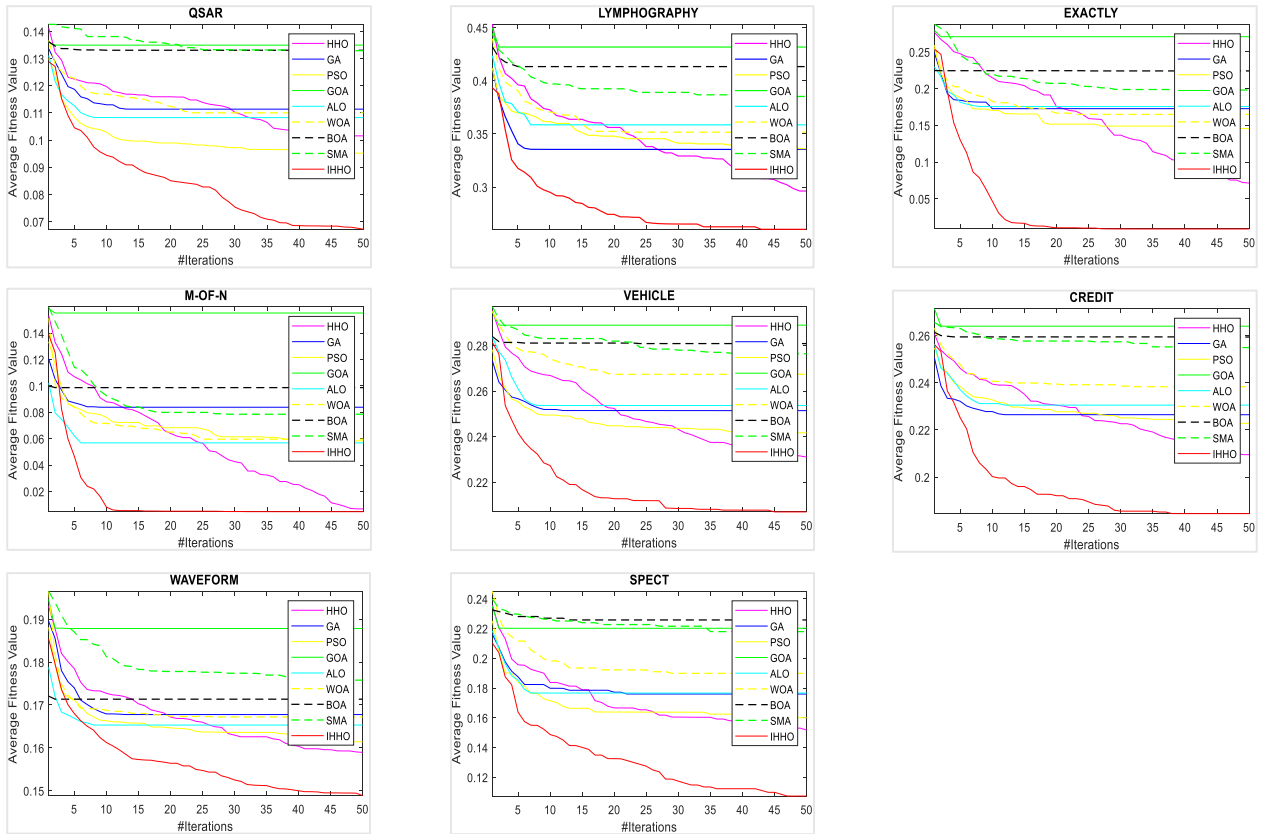 QSAR
Average Fitness Value
0.14
0.13
0.12
0.11
0.1
0.09
0.08
0.07
HHO
GA
PSO
GOA
ALO
WOA
BOA
SMA
IHHO
5 10 15 20 25 30 35 40 45 50
#Iterations
LYMPHOGRAPHY
Average Fitness Value
0.45
0.4
0.35
0.3
HHO
GA
PSO
GOA
ALO
WOA
BOA
SMA
IHHO
5 10 15 20 25 30 35 40 45 50
#Iterations
EXACTLY
Average Fitness Value
0.25
0.2
0.15
0.1
0.05
HHO
GA
PSO
GOA
ALO
WOA
BOA
SMA
IHHO
5 10 15 20 25 30 35 40 45 50
#Iterations
M-OF-N
Average Fitness Value
0.14
0.12
0.1
0.08
0.06
0.04
0.02
HHO
GA
PSO
GOA
ALO
WOA
BOA
SMA
IHHO
5 10 15 20 25 30 35 40 45 50
#Iterations
VEHICLE
Average Fitness Value
0.28
0.26
0.24
0.22
HHO
GA
PSO
GOA
ALO
WOA
BOA
SMA
IHHO
5 10 15 20 25 30 35 40 45 50
#Iterations
CREDIT
Average Fitness Value
0.26
0.24
0.22
0.2
HHO
GA
PSO
GOA
ALO
WOA
BOA
SMA
IHHO
5 10 15 20 25 30 35 40 45 50
#Iterations
WAVEFORM
Average Fitness Value
0.19
0.18
0.17
0.16
0.15
HHO
GA
PSO
GOA
ALO
WOA
BOA
SMA
IHHO
5 10 15 20 25 30 35 40 45 50
#Iterations
SPECT
Average Fitness Value
0.24
0.22
0.2
0.18
0.16
0.14
0.12
HHO
GA
PSO
GOA
ALO
WOA
BOA
SMA
IHHO
5 10 15 20 25 30 35 40 45 50
#Iterations